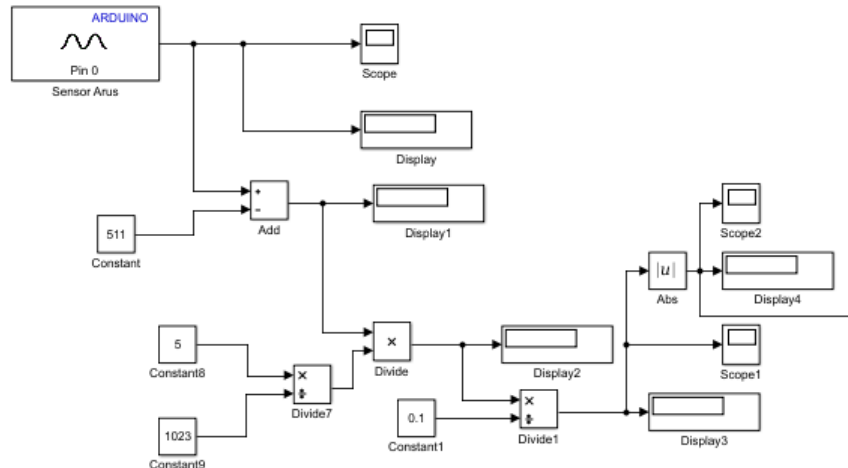 ARDUINO
Pin 0
Sensor Arus
Scope
Display
+
-
Add
511
Constant
Display1
Scope2
|u|
Abs
Display4
5
Constant8
×
Divide
Display2
Scope1
×
÷
Divide7
1023
Constant9
0.1
Constant1
×
÷
Divide1
Display3